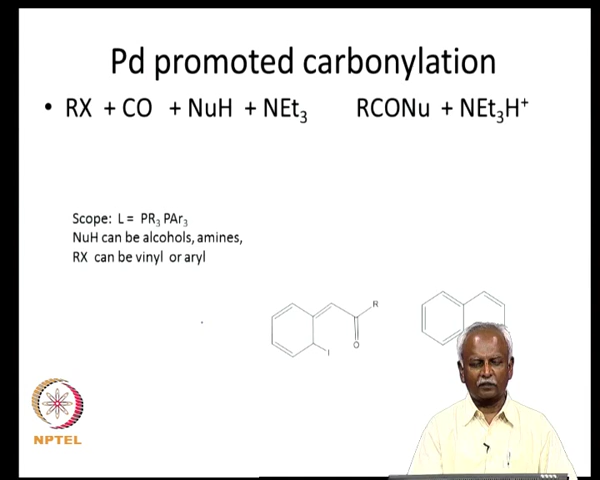 Pd promoted carbonylation
• RX + CO + NuH + NEt₃ RCONu + NEt₃H⁺
Scope: L = PR₃ PAr₃
NuH can be alcohols, amines,
RX can be vinyl or aryl
R
O
I
NPTEL